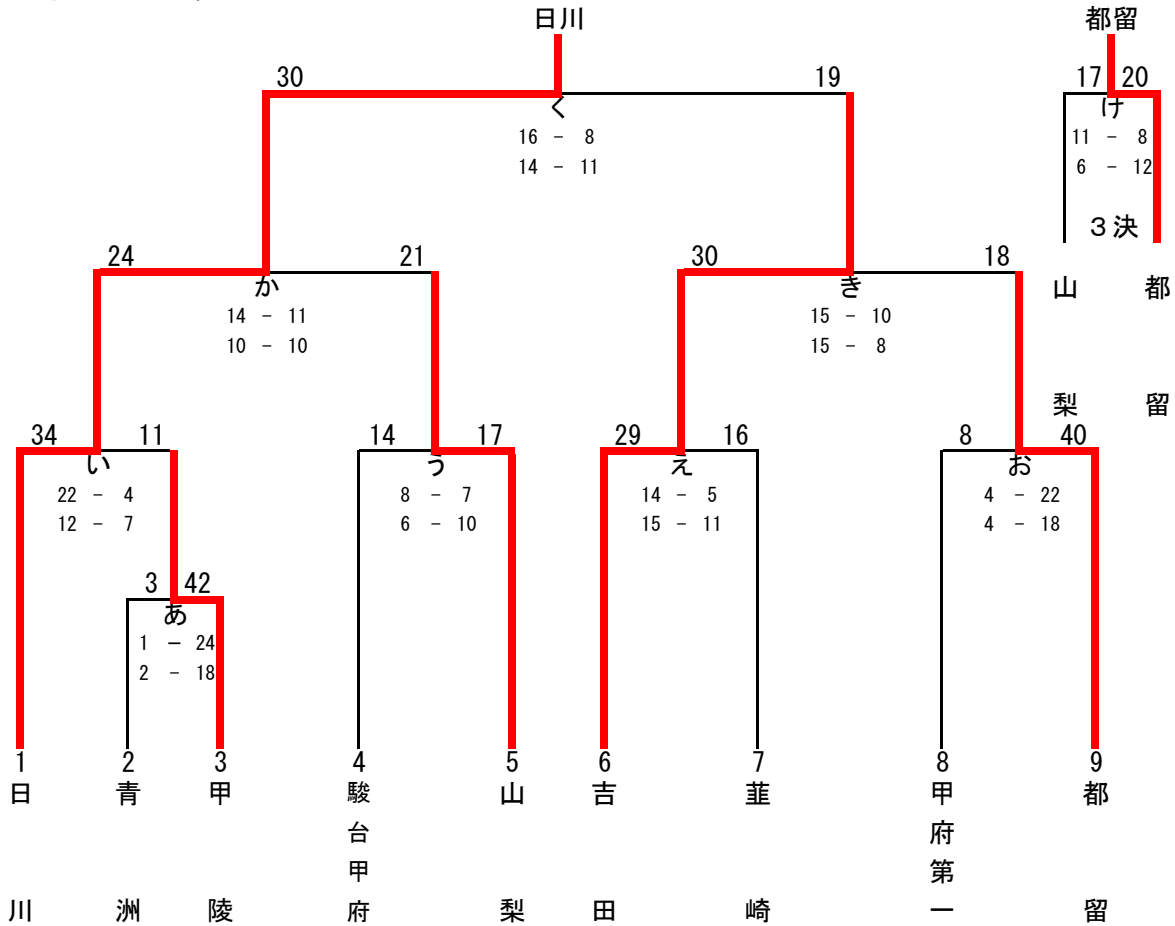 日川
都留
30
19
17
20
く
け
16 - 8
14 - 11
11 - 8
6 - 12
3決
山梨
都留
24
21
30
18
か
き
14 - 11
10 - 10
15 - 10
15 - 8
34
11
14
17
29
16
8
40
い
う
え
お
22 - 4
12 - 7
8 - 7
6 - 10
14 - 5
15 - 11
4 - 22
4 - 18
3
42
あ
1 - 24
2 - 18
1
2
3
4
5
6
7
8
9
日川
青洲
甲陵
駿台甲府
山梨
吉田
韮崎
甲府第一
都留